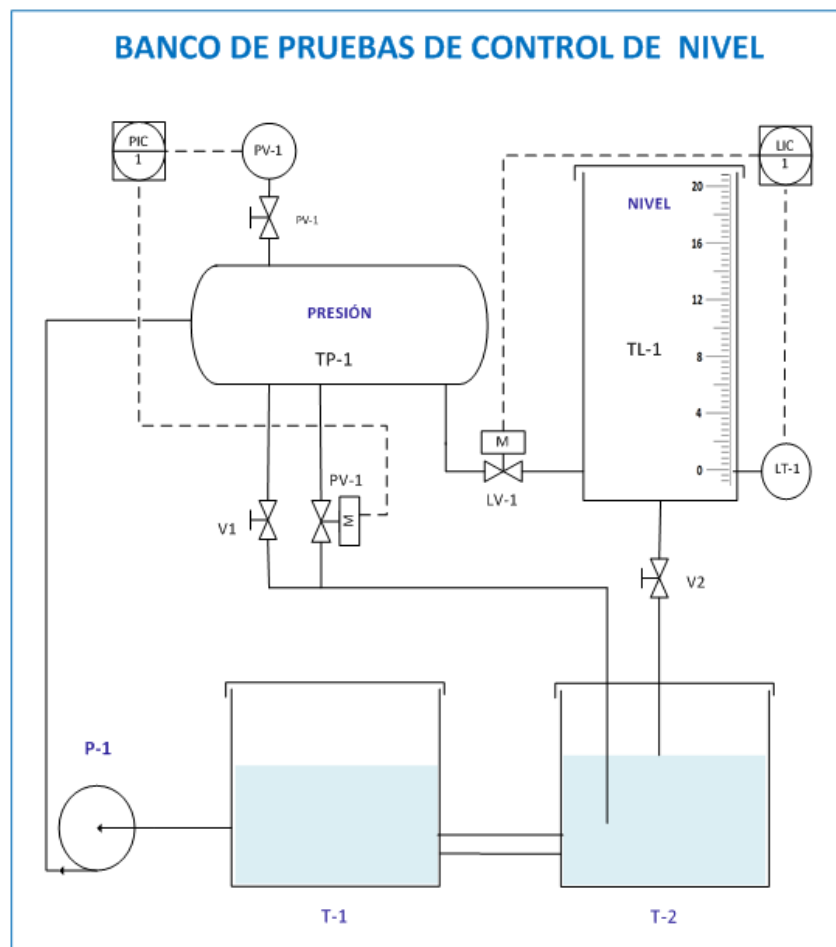 BANCO DE PRUEBAS DE CONTROL DE NIVEL
PIC
1
PV-1
PV-1
LIC
1
NIVEL
20
16
12
8
4
0
TL-1
PRESIÓN
TP-1
M
LV-1
LT-1
PV-1
M
V1
V2
P-1
T-1
T-2